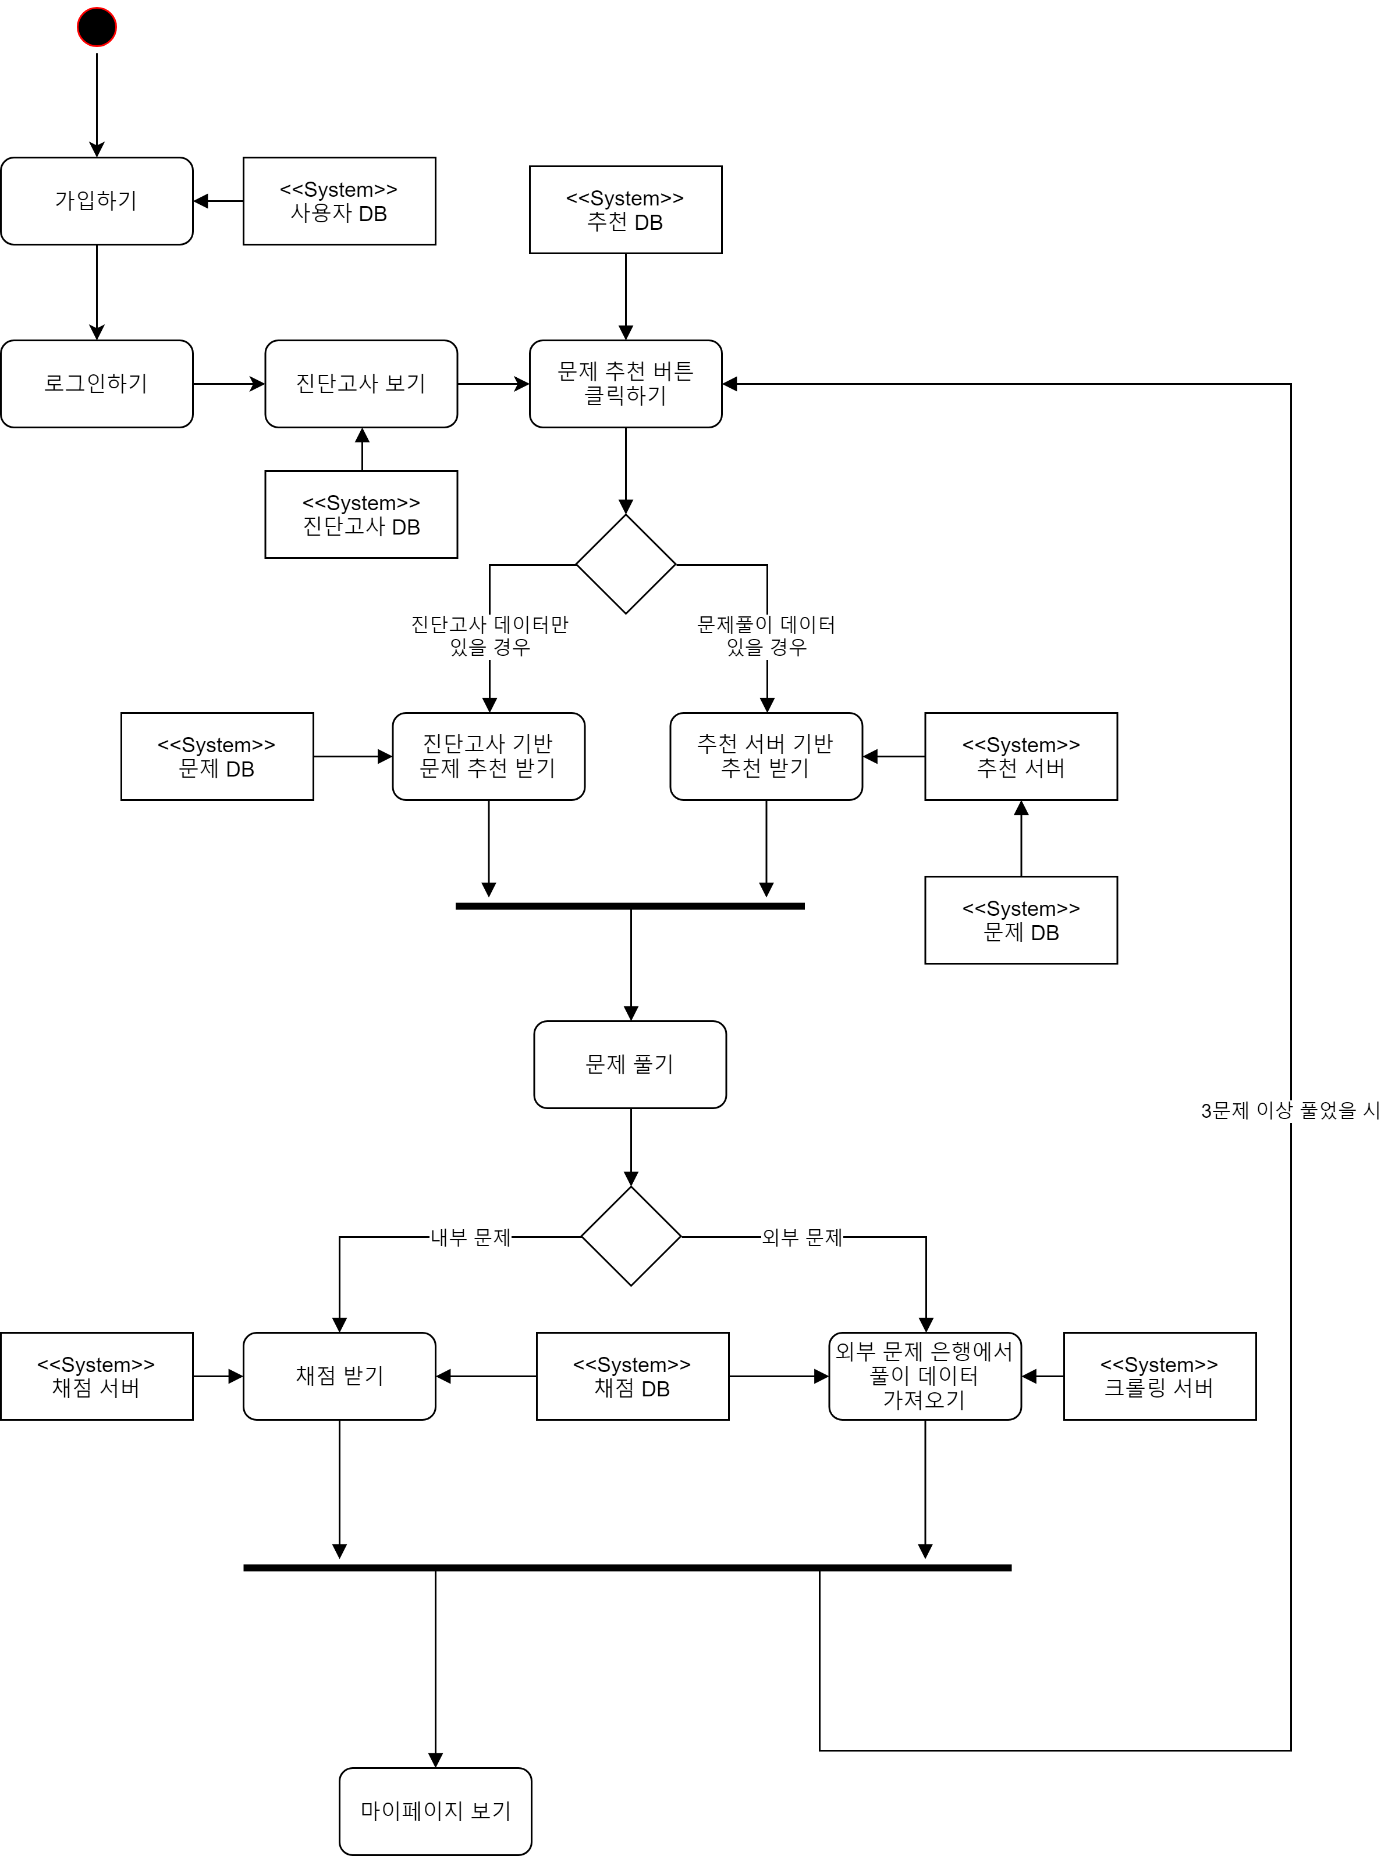 가입하기
<<System>>
사용자 DB
<<System>>
추천 DB
로그인하기
진단고사 보기
문제 추천 버튼
클릭하기
<<System>>
진단고사 DB
진단고사 데이터만
있을 경우
문제풀이 데이터
있을 경우
<<System>>
문제 DB
진단고사 기반
문제 추천 받기
추천 서버 기반
추천 받기
<<System>>
추천 서버
<<System>>
문제 DB
문제 풀기
3문제 이상 풀었을 시
내부 문제
외부 문제
<<System>>
채점 서버
채점 받기
<<System>>
채점 DB
외부 문제 은행에서
풀이 데이터
가져오기
<<System>>
크롤링 서버
마이페이지 보기